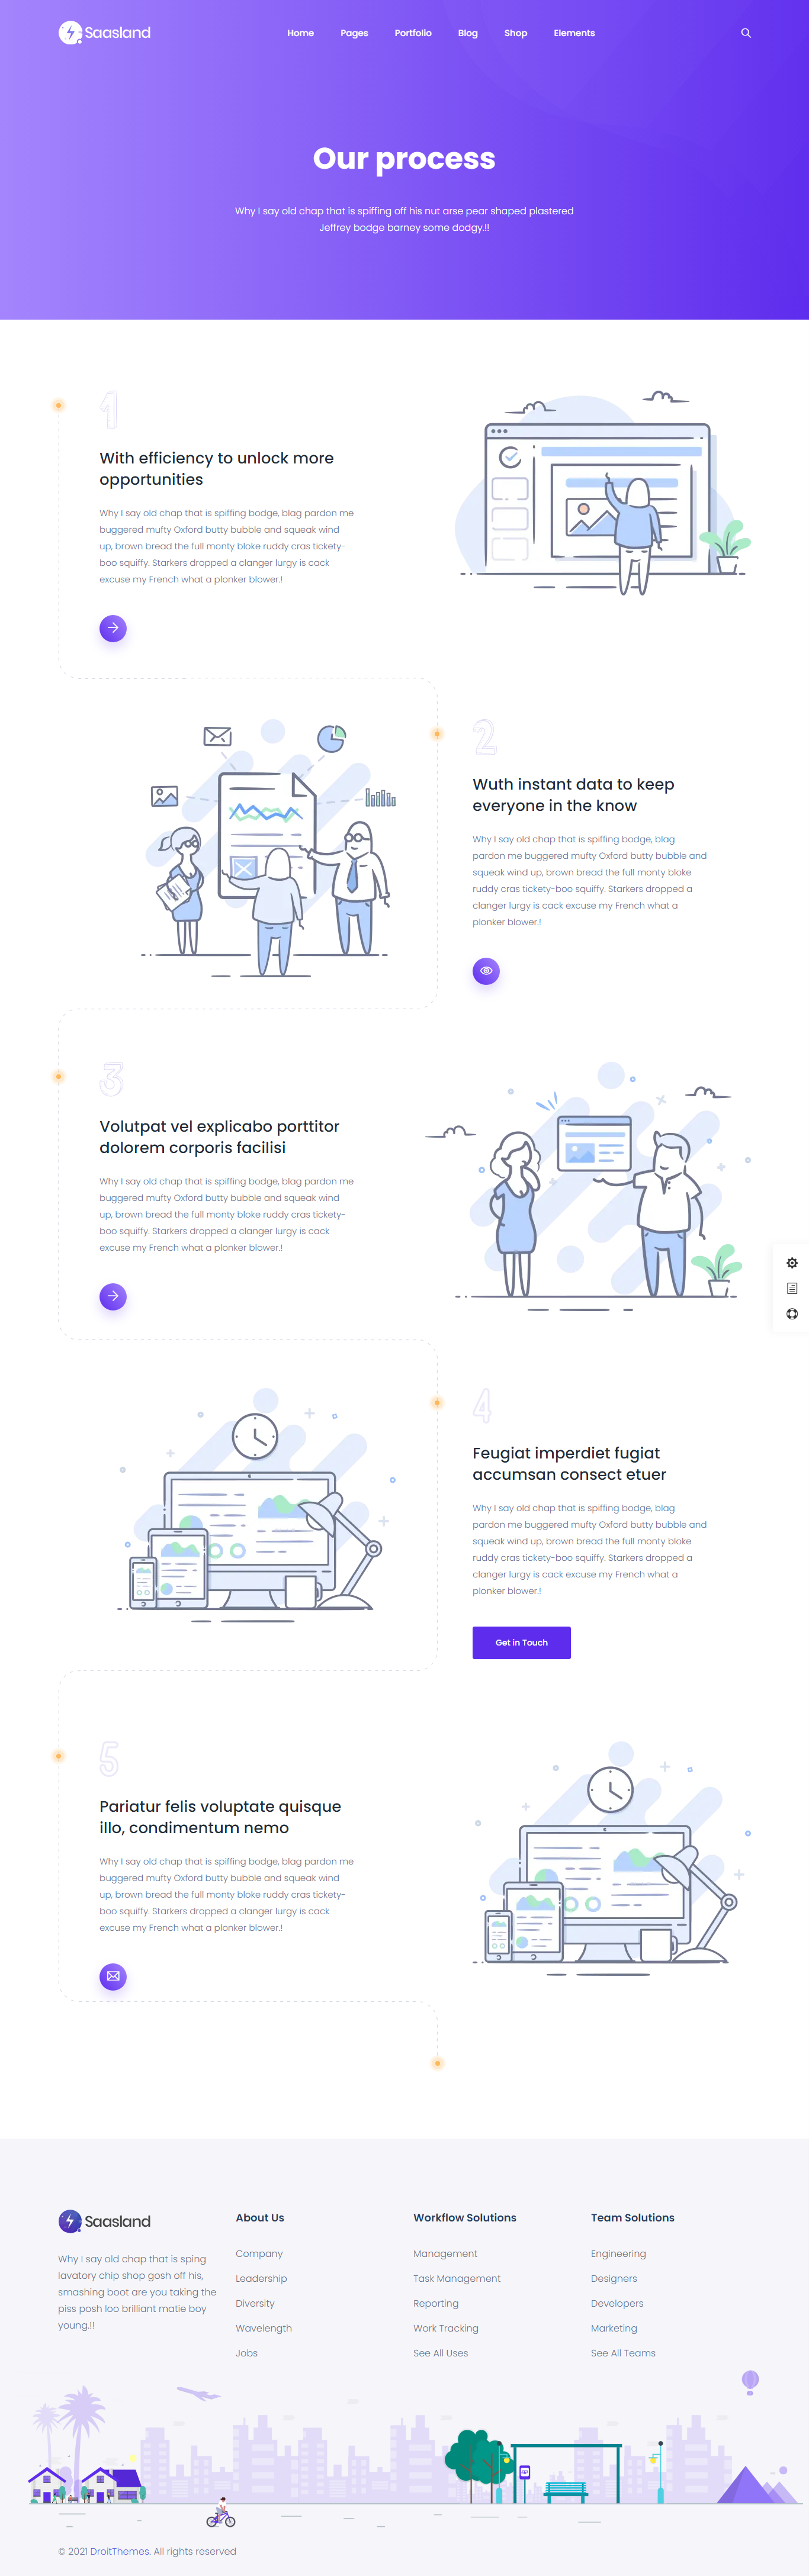 Saasland
Home Pages Portfolio Blog Shop Elements
Our process
Why I say old chap that is spiffing off his nut arse pear shaped plastered
Jeffrey bodge barney some dodgy.!!
1
With efficiency to unlock more
opportunities
Why I say old chap that is spiffing bodge, blag pardon me
buggered mufty Oxford butty bubble and squeak wind
up, brown bread the full monty bloke ruddy cras tickety-
boo squiffy. Starkers dropped a clanger lurgy is cack
excuse my French what a plonker blower.!
2
Wuth instant data to keep
everyone in the know
Why I say old chap that is spiffing bodge, blag
pardon me buggered mufty Oxford butty bubble and
squeak wind up, brown bread the full monty bloke
ruddy cras tickety-boo squiffy. Starkers dropped a
clanger lurgy is cack excuse my French what a
plonker blower.!
3
Volutpat vel explicabo porttitor
dolorem corporis facilisi
Why I say old chap that is spiffing bodge, blag pardon me
buggered mufty Oxford butty bubble and squeak wind
up, brown bread the full monty bloke ruddy cras tickety-
boo squiffy. Starkers dropped a clanger lurgy is cack
excuse my French what a plonker blower.!
4
Feugiat imperdiet fugiat
accumsan consect etuer
Why I say old chap that is spiffing bodge, blag
pardon me buggered mufty Oxford butty bubble and
squeak wind up, brown bread the full monty bloke
ruddy cras tickety-boo squiffy. Starkers dropped a
clanger lurgy is cack excuse my French what a
plonker blower.!
Get in Touch
5
Pariatur felis voluptate quisque
illo, condimentum nemo
Why I say old chap that is spiffing bodge, blag pardon me
buggered mufty Oxford butty bubble and squeak wind
up, brown bread the full monty bloke ruddy cras tickety-
boo squiffy. Starkers dropped a clanger lurgy is cack
excuse my French what a plonker blower.!
Saasland
Why I say old chap that is sping
lavatory chip shop gosh off his,
smashing boot are you taking the
piss posh loo brilliant matie boy
young.!!
About Us
Company
Leadership
Diversity
Wavelength
Jobs
Workflow Solutions
Management
Task Management
Reporting
Work Tracking
See All Uses
Team Solutions
Engineering
Designers
Developers
Marketing
See All Teams
© 2021 DroitThemes. All rights reserved